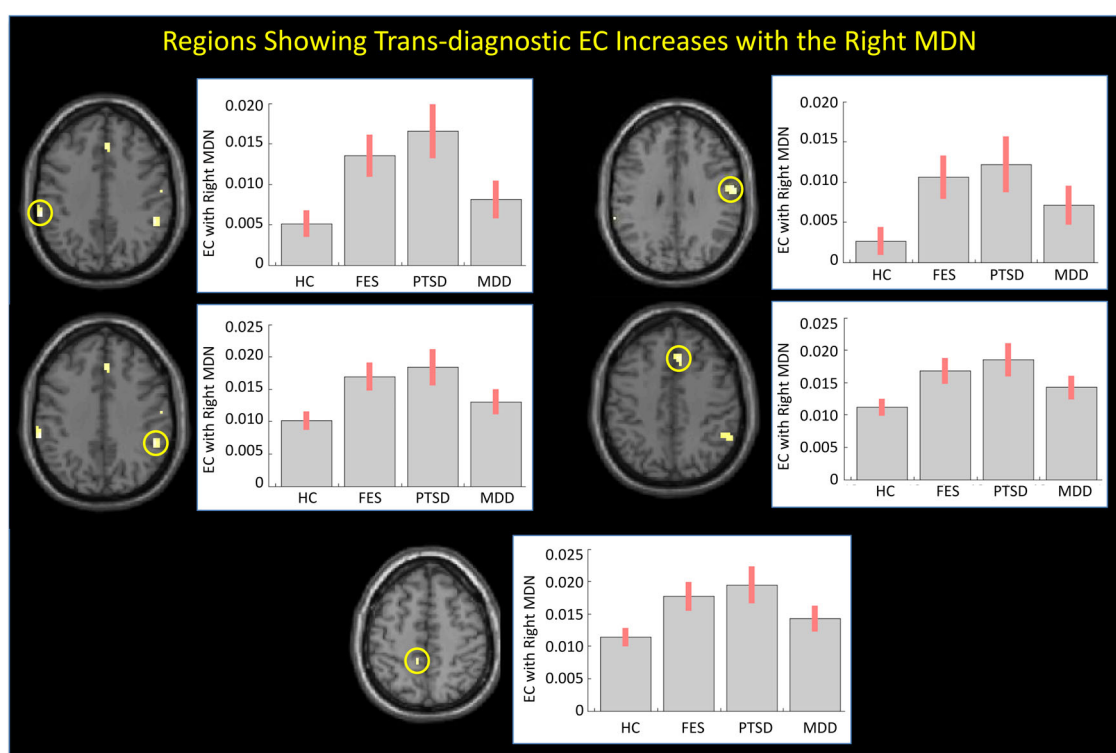 Regions Showing Trans-diagnostic EC Increases with the Right MDN
EC with Right MDN
0.020
0.015
0.010
0.005
0
HC FES PTSD MDD
EC with Right MDN
0.020
0.015
0.010
0.005
0
HC FES PTSD MDD
EC with Right MDN
0.025
0.020
0.015
0.010
0.005
0
HC FES PTSD MDD
EC with Right MDN
0.025
0.020
0.015
0.010
0.005
0
HC FES PTSD MDD
EC with Right MDN
0.025
0.020
0.015
0.010
0.005
0
HC FES PTSD MDD